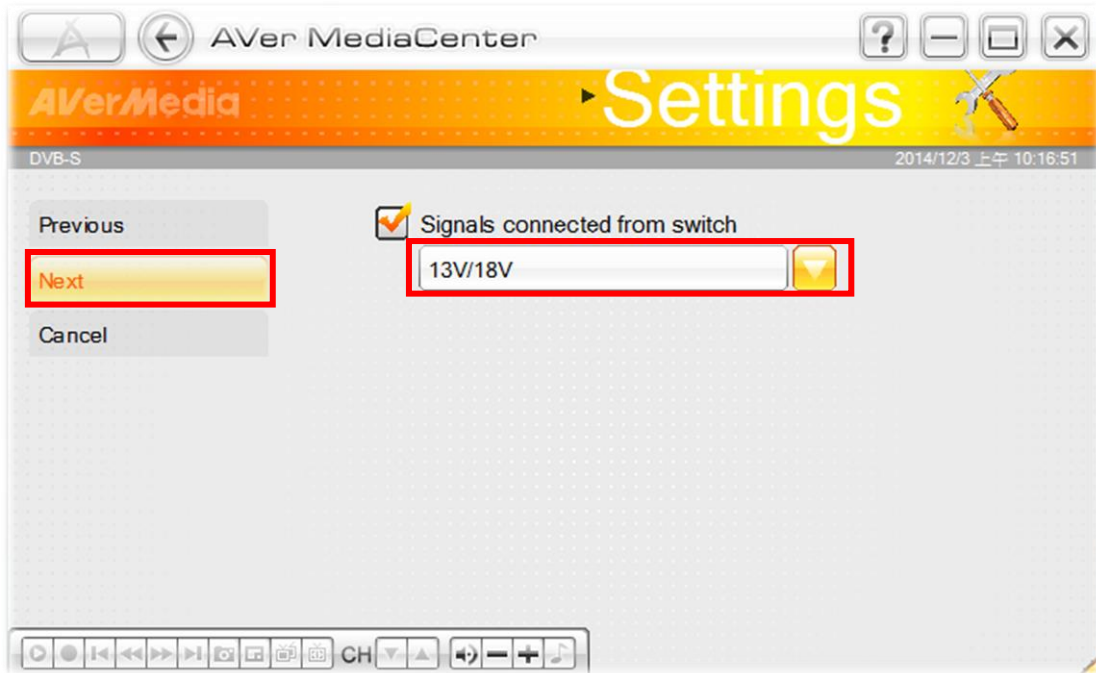 AVer MediaCenter
AVerMedia
Settings
DVB-S
2014/12/3 上午 10:16:51
Previous
Signals connected from switch
Next
13V/18V
Cancel
CH